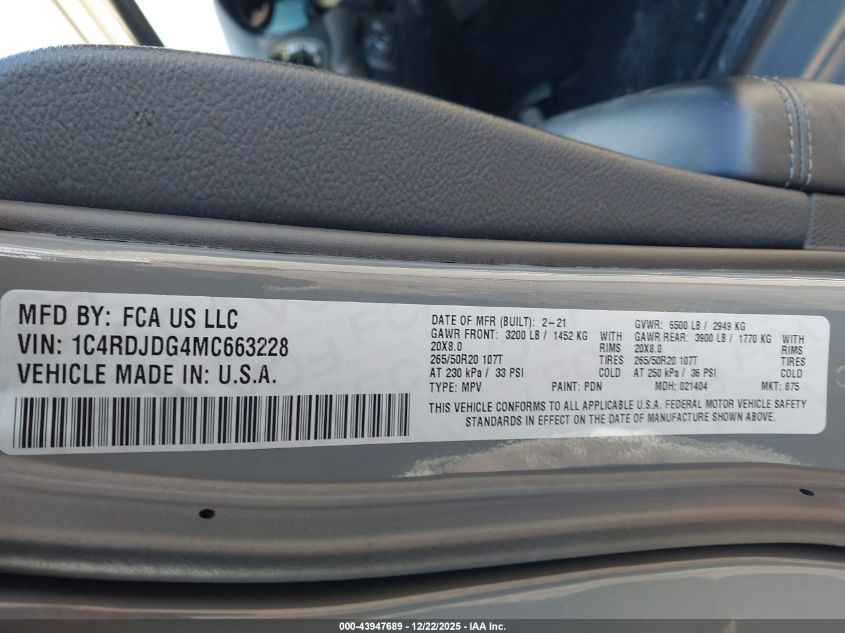 MFD BY: FCA US LLC
VIN: 1C4RDJDG4MC663228
VEHICLE MADE IN: U.S.A.
DATE OF MFR (BUILT): 2-21 GVWR: 6500 LB / 2949 KG
GAWR FRONT: 3200 LB / 1452 KG WITH GAWR REAR: 3900 LB / 1770 KG WITH
20X8.0 RIMS 20X8.0 RIMS
265/50R20 107T 265/50R20 107T
AT 230 kPa / 33 PSI COLD AT 250 kPa / 36 PSI COLD
TYPE: MPV PAINT: PDN MDH: 021404 MKT: 875
THIS VEHICLE CONFORMS TO ALL APPLICABLE U.S.A. FEDERAL MOTOR VEHICLE SAFETY
STANDARDS IN EFFECT ON THE DATE OF MANUFACTURE SHOWN ABOVE.
000-43947689 - 12/22/2025 - IAA Inc.